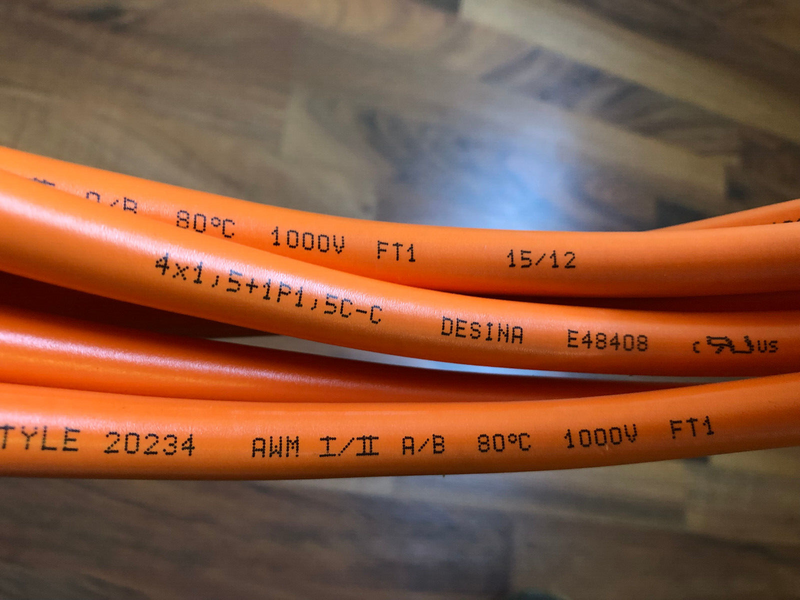 A/B 80°C 1000V FT1 15/12
4x1,5+1P1,5C-C DESINA E48408 c RU US
TYLE 20234 AWM I/II A/B 80°C 1000V FT1